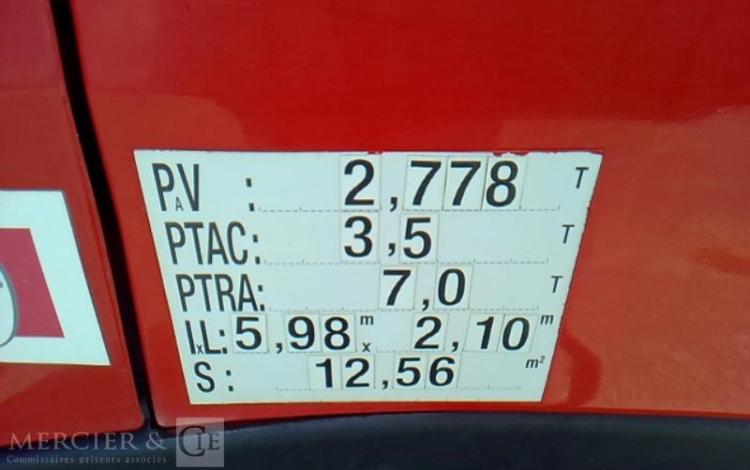 PAV : 2,778 T
PTAC: 3,5 T
PTRA: 7,0 T
LxL: 5,98 m x 2,10 m
S : 12,56 m²
MERCIER & CIE
Commissaires priseurs associés